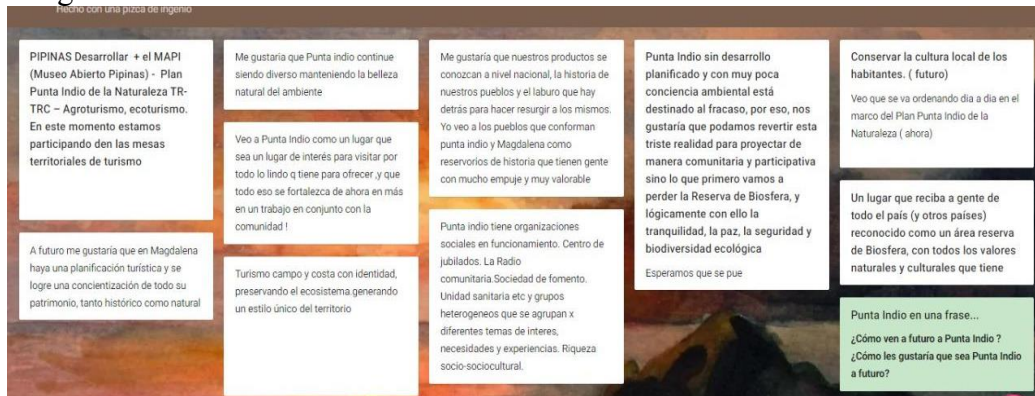 Hecho con una pizca de ingenio
PIPINAS Desarrollar + el MAPI
(Museo Abierto Pipinas) - Plan
Punta Indio de la Naturaleza TR-
TRC – Agroturismo, ecoturismo.
En este momento estamos
participando den las mesas
territoriales de turismo
A futuro me gustaria que en Magdalena
haya una planificación turística y se
logre una concientización de todo su
patrimonio, tanto histórico como natural
Me gustaria que Punta indio continue
siendo diverso manteniendo la belleza
natural del ambiente
Veo a Punta Indio como un lugar que
sea un lugar de interés para visitar por
todo lo lindo q tiene para ofrecer ,y que
todo eso se fortalezca de ahora en más
en un trabajo en conjunto con la
comunidad !
Turismo campo y costa con identidad,
preservando el ecosistema generando
un estilo único del territorio
Me gustaría que nuestros productos se
conozcan a nivel nacional, la historia de
nuestros pueblos y el laburo que hay
detrás para hacer resurgir a los mismos.
Yo veo a los pueblos que conforman
punta indio y Magdalena como
reservorios de historia que tienen gente
con mucho empuje y muy valorable
Punta indio tiene organizaciones
sociales en funcionamiento. Centro de
jubilados. La Radio
comunitaria.Sociedad de fomento.
Unidad sanitaria etc y grupos
heterogeneos que se agrupan x
diferentes temas de interes,
necesidades y experiencias. Riqueza
socio-sociocultural.
Punta Indio sin desarrollo
planificado y con muy poca
conciencia ambiental está
destinado al fracaso, por eso, nos
gustaría que podamos revertir esta
triste realidad para proyectar de
manera comunitaria y participativa
sino lo que primero vamos a
perder la Reserva de Biosfera, y
lógicamente con ello la
tranquilidad, la paz, la seguridad y
biodiversidad ecológica
Esperamos que se pue
Conservar la cultura local de los
habitantes. ( futuro)
Veo que se va ordenando dia a dia en el
marco del Plan Punta Indio de la
Naturaleza ( ahora)
Un lugar que reciba a gente de
todo el país (y otros países)
reconocido como un área reserva
de Biosfera, con todos los valores
naturales y culturales que tiene
Punta Indio en una frase...
¿Cómo ven a futuro a Punta Indio ?
¿Cómo les gustaría que sea Punta Indio
a futuro?